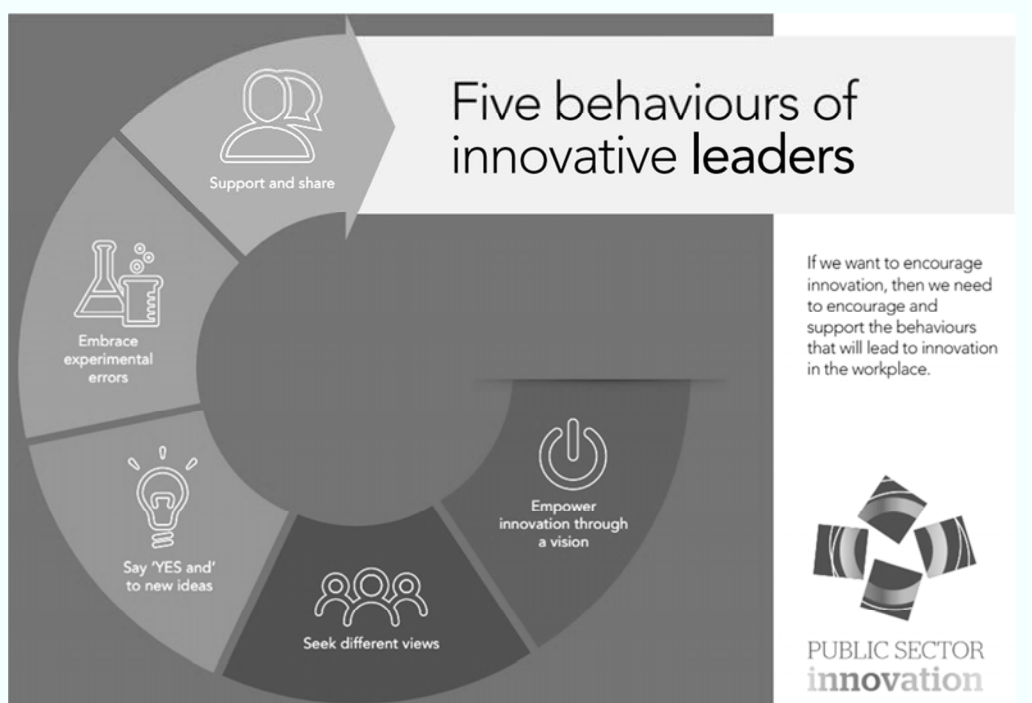 Five behaviours of
innovative leaders
Support and share
Embrace
experimental
errors
Say ‘YES and’
to new ideas
Seek different views
Empower
innovation through
a vision
If we want to encourage
innovation, then we need
to encourage and
support the behaviours
that will lead to innovation
in the workplace.
PUBLIC SECTOR
innovation